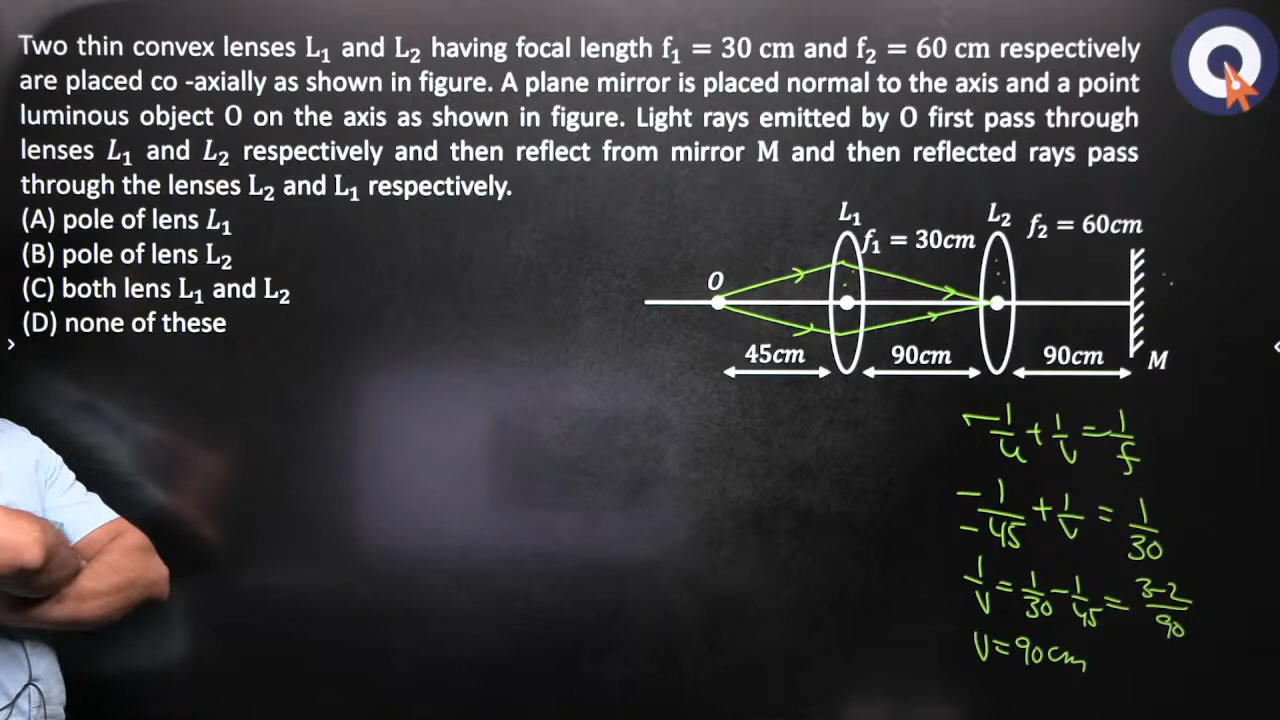 Two thin convex lenses L₁ and L₂ having focal length f₁ = 30 cm and f₂ = 60 cm respectively
are placed co -axially as shown in figure. A plane mirror is placed normal to the axis and a point
luminous object O on the axis as shown in figure. Light rays emitted by O first pass through
lenses L₁ and L₂ respectively and then reflect from mirror M and then reflected rays pass
through the lenses L₂ and L₁ respectively.
(A) pole of lens L₁
(B) pole of lens L₂
(C) both lens L₁ and L₂
(D) none of these
L₁
L₂
f₂ = 60cm
f₁ = 30cm
O
45cm
90cm
90cm
M
-1/u + 1/v = 1/f
-1/-45 + 1/v = 1/30
1/v = 1/30 - 1/45 = 3-2/90
V = 90cm